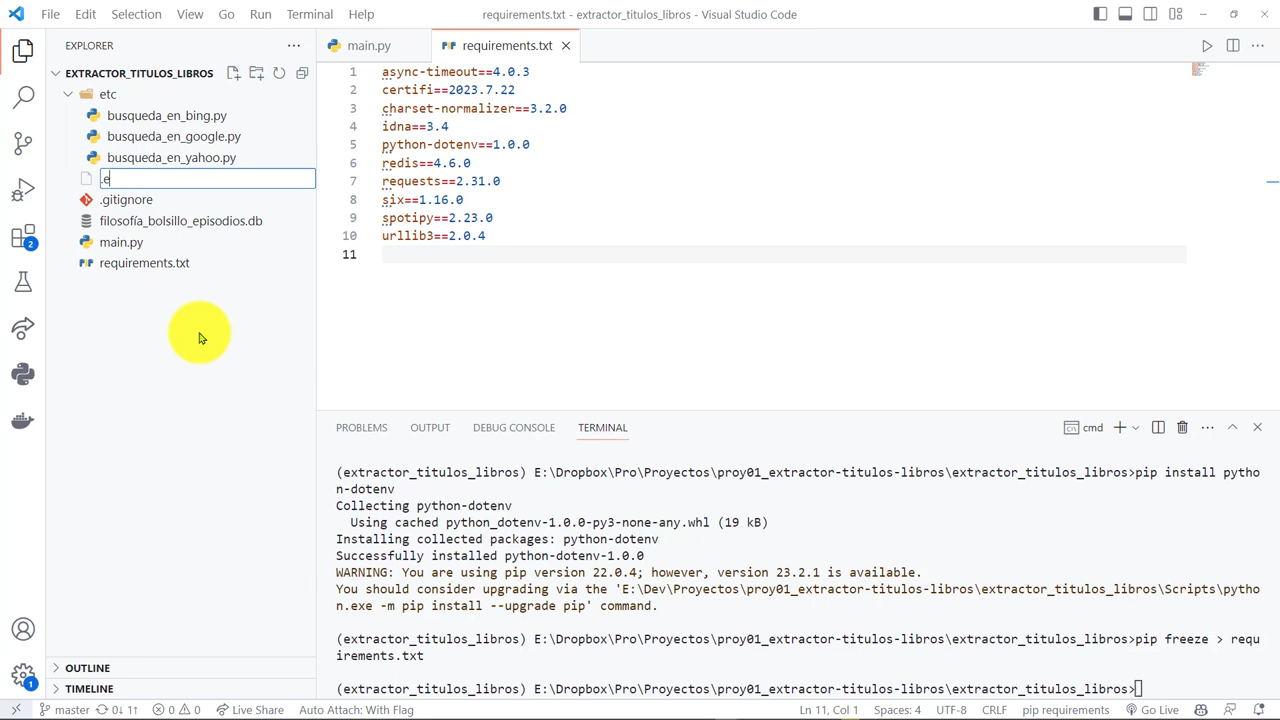 File Edit Selection View Go Run Terminal Help requirements.txt - extractor_titulos_libros - Visual Studio Code
EXPLORER
main.py requirements.txt
EXTRACTOR_TITULOS_LIBROS
etc
busqueda_en_bing.py
busqueda_en_google.py
busqueda_en_yahoo.py
.e
.gitignore
filosofía_bolsillo_episodios.db
main.py
requirements.txt
1 async-timeout==4.0.3
2 certifi==2023.7.22
3 charset-normalizer==3.2.0
4 idna==3.4
5 python-dotenv==1.0.0
6 redis==4.6.0
7 requests==2.31.0
8 six==1.16.0
9 spotipy==2.23.0
10 urllib3==2.0.4
11
2
PROBLEMS OUTPUT DEBUG CONSOLE TERMINAL cmd
(extractor_titulos_libros) E:\Dropbox\Pro\Proyectos\proy01_extractor-titulos-libros\extractor_titulos_libros>pip install pytho
n-dotenv
Collecting python-dotenv
Using cached python_dotenv-1.0.0-py3-none-any.whl (19 kB)
Installing collected packages: python-dotenv
Successfully installed python-dotenv-1.0.0
WARNING: You are using pip version 22.0.4; however, version 23.2.1 is available.
You should consider upgrading via the 'E:\Dev\Proyectos\proy01_extractor-titulos-libros\extractor_titulos_libros\Scripts\pytho
n.exe -m pip install --upgrade pip' command.
(extractor_titulos_libros) E:\Dropbox\Pro\Proyectos\proy01_extractor-titulos-libros\extractor_titulos_libros>pip freeze > requ
irements.txt
(extractor_titulos_libros) E:\Dropbox\Pro\Proyectos\proy01_extractor-titulos-libros\extractor_titulos_libros>
OUTLINE
TIMELINE
1
master 0↓ 1↑ 0 0 Live Share Auto Attach: With Flag Ln 11, Col 1 Spaces: 4 UTF-8 CRLF pip requirements Go Live